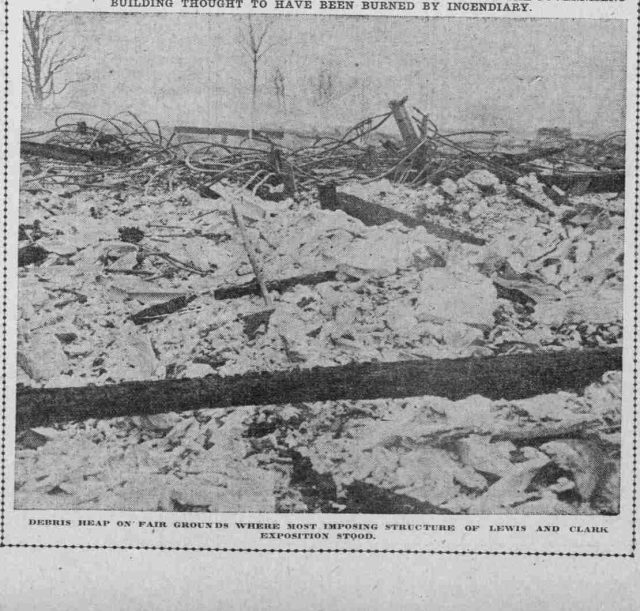 BUILDING THOUGHT TO HAVE BEEN BURNED BY INCENDIARY.
DEBRIS HEAP ON FAIR GROUNDS WHERE MOST IMPOSING STRUCTURE OF LEWIS AND CLARK
EXPOSITION STOOD.